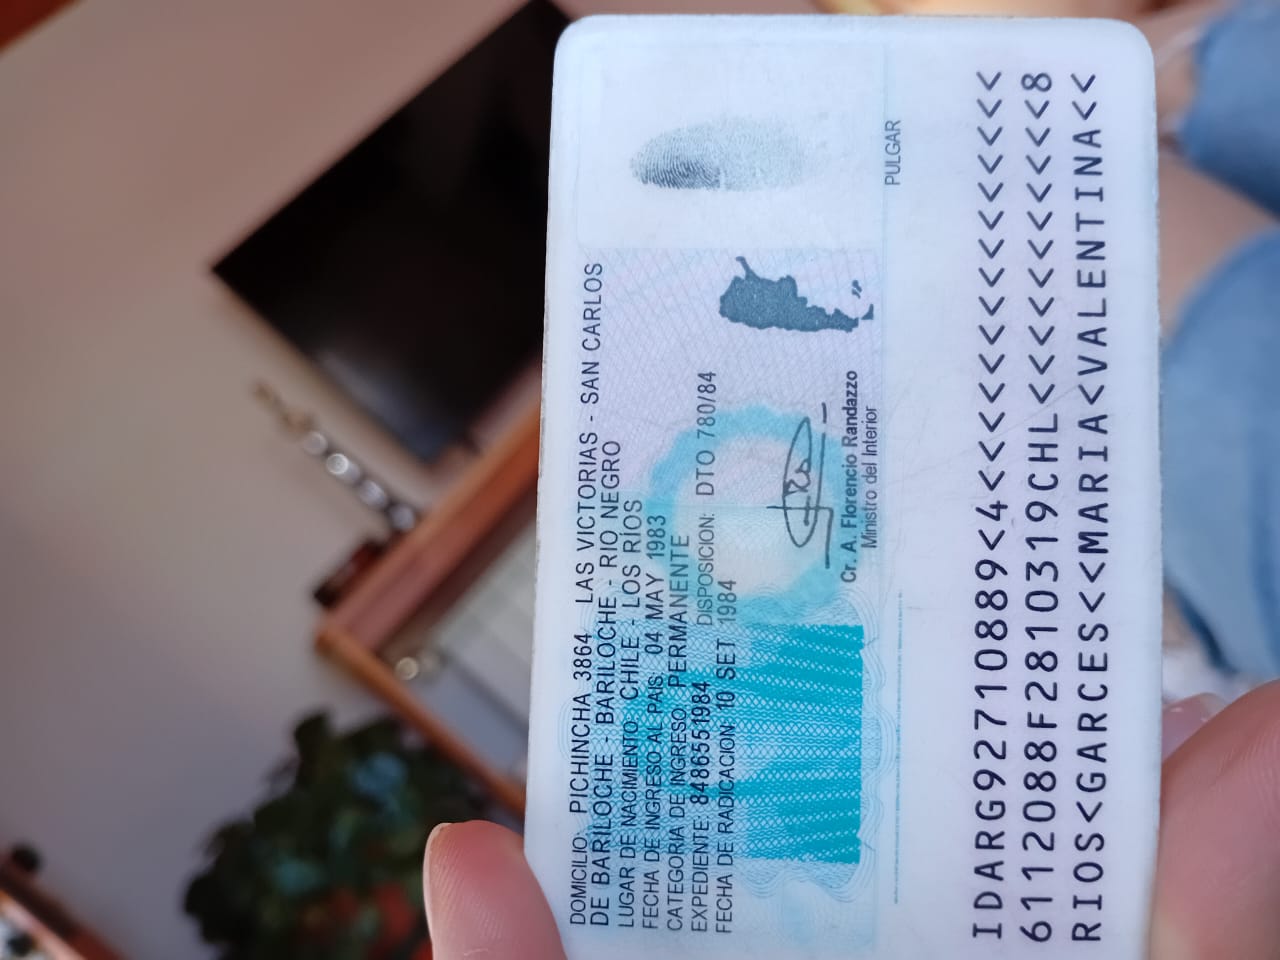 DOMICILIO: PICHINCHA 3864 LAS VICTORIAS - SAN CARLOS
DE BARILOCHE - BARILOCHE - RIO NEGRO
LUGAR DE NACIMIENTO: CHILE - LOS RÍOS
FECHA DE INGRESO AL PAIS: 04 MAY 1983
CATEGORIA DE INGRESO: PERMANENTE
EXPEDIENTE: 8486551984 DISPOSICION: DTO 780/84
FECHA DE RADICACION: 10 SET 1984
Cr. A. Florencio Randazzo
Ministro del Interior
PULGAR
IDARG92710889<4<<<<<<<<<<<<<<<
6112088F2810319CHL<<<<<<<<<<<8
RIOS<GARCES<<MARIA<VALENTINA<<